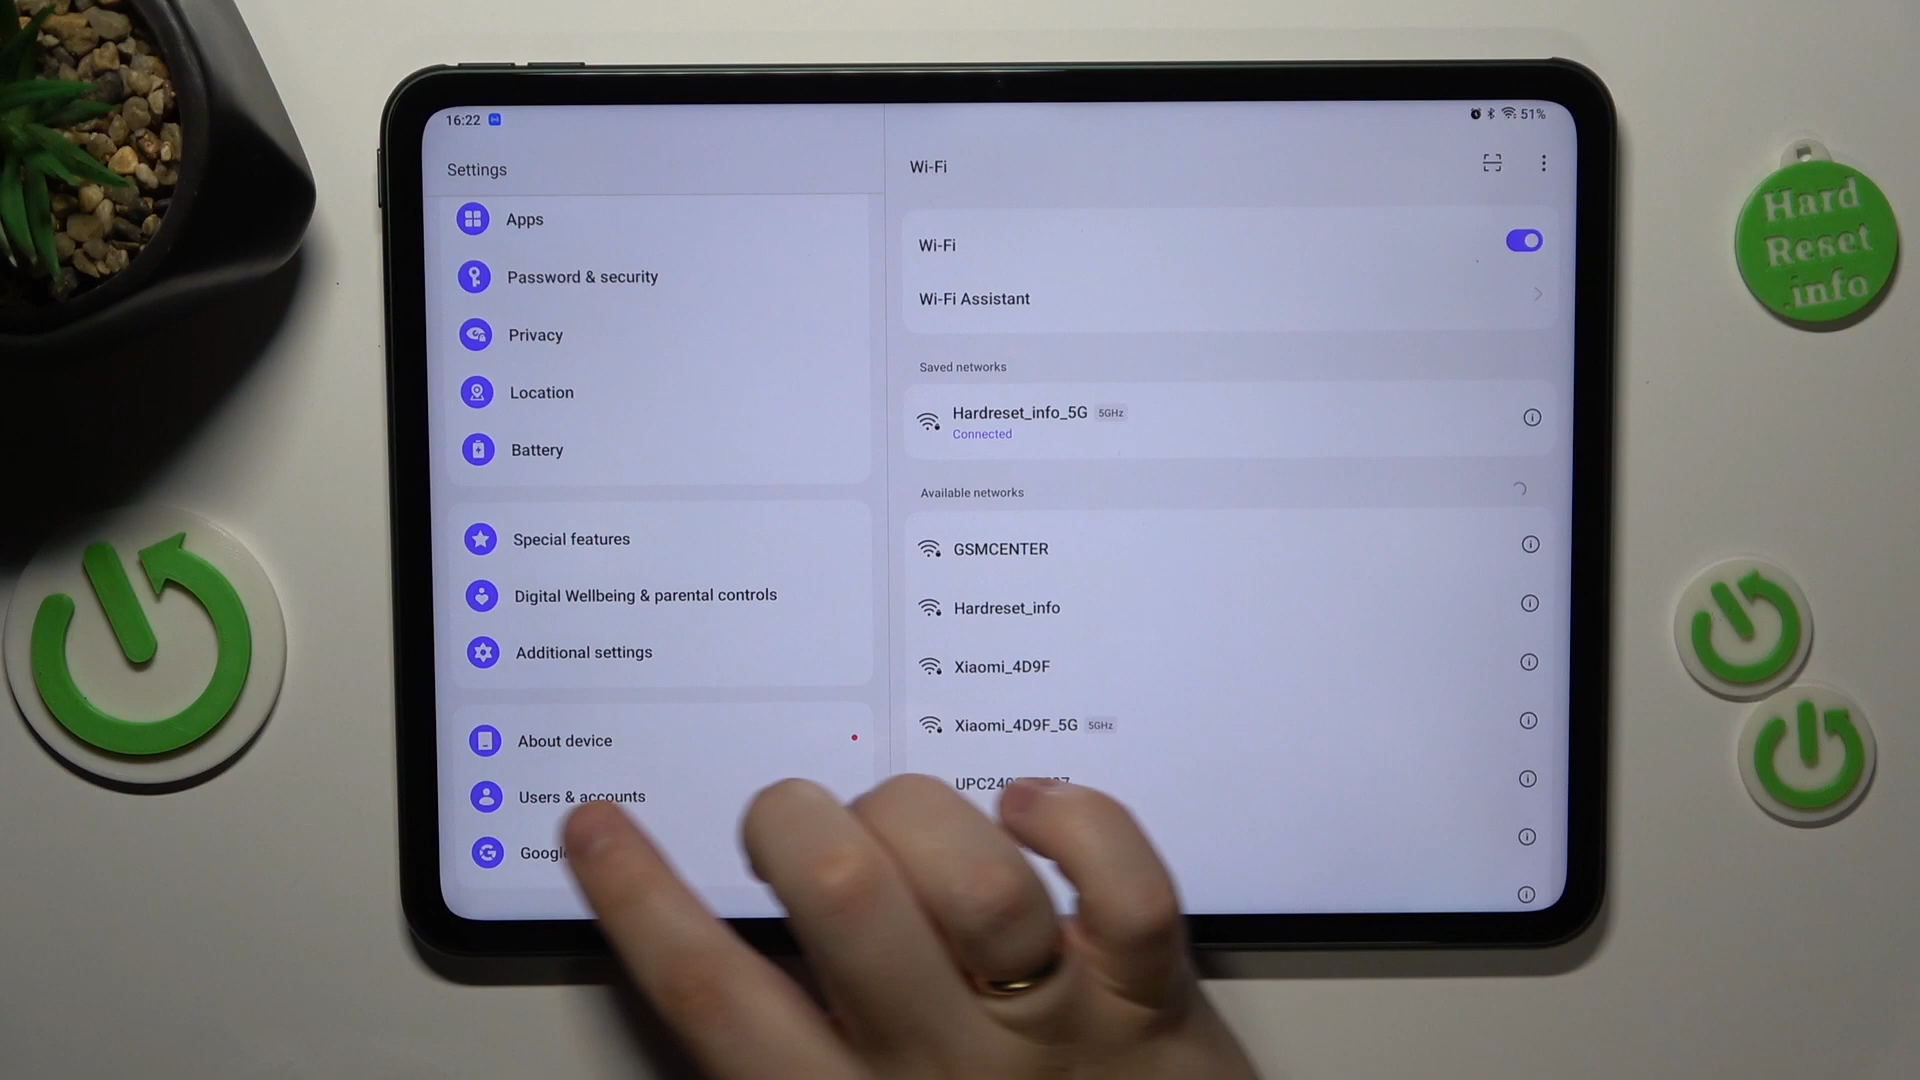 16:22
51%
Settings
Apps
Password & security
Privacy
Location
Battery
Special features
Digital Wellbeing & parental controls
Additional settings
About device
Users & accounts
Google
Wi-Fi
Wi-Fi
Wi-Fi Assistant
Saved networks
Hardreset_info_5G 5GHz
Connected
Available networks
GSMCENTER
Hardreset_info
Xiaomi_4D9F
Xiaomi_4D9F_5G 5GHz
Hard
Reset
.info